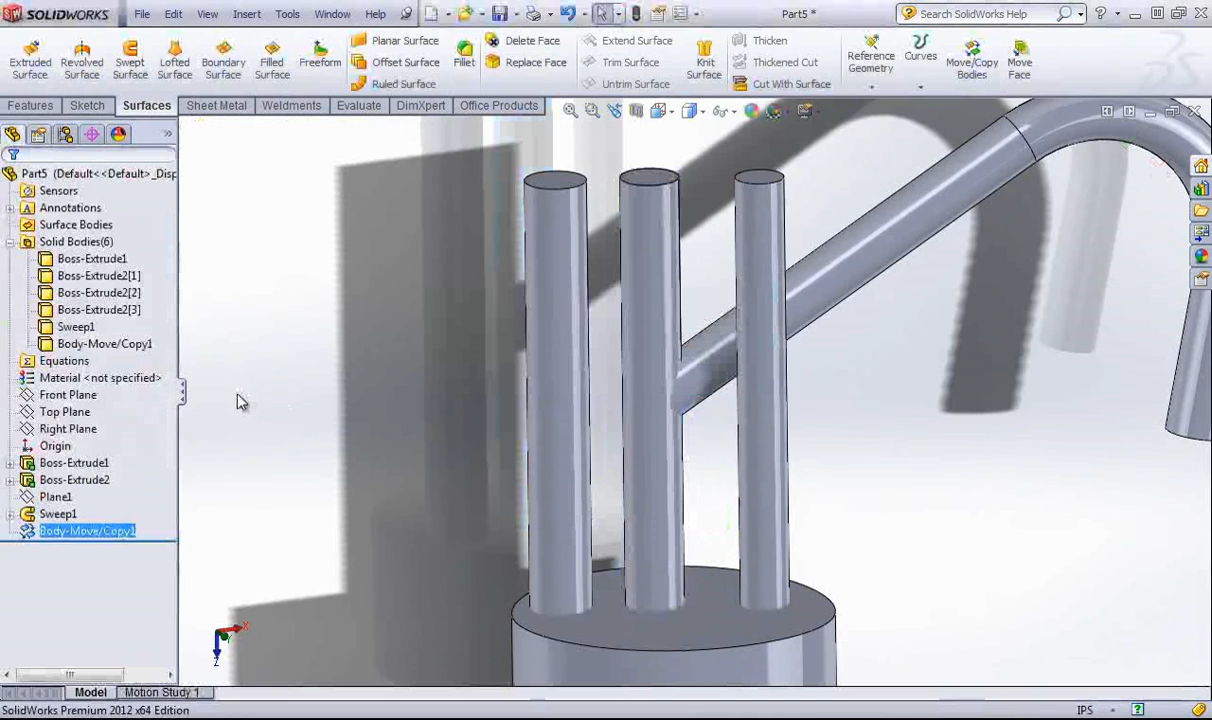 SOLIDWORKS File Edit View Insert Tools Window Help Part5 * Search SolidWorks Help
Extruded Surface
Revolved Surface
Swept Surface
Lofted Surface
Boundary Surface
Filled Surface
Freeform
Planar Surface
Offset Surface
Ruled Surface
Fillet
Delete Face
Replace Face
Extend Surface
Trim Surface
Untrim Surface
Knit Surface
Thicken
Thickened Cut
Cut With Surface
Reference Geometry
Curves
Move/Copy Bodies
Move Face
Features Sketch Surfaces Sheet Metal Weldments Evaluate DimXpert Office Products
Part5 (Default<<Default>_Disp
Sensors
Annotations
Surface Bodies
Solid Bodies(6)
Boss-Extrude1
Boss-Extrude2[1]
Boss-Extrude2[2]
Boss-Extrude2[3]
Sweep1
Body-Move/Copy1
Equations
Material <not specified>
Front Plane
Top Plane
Right Plane
Origin
Boss-Extrude1
Boss-Extrude2
Plane1
Sweep1
Body-Move/Copy1
X
Y
Z
Model Motion Study 1
SolidWorks Premium 2012 x64 Edition IPS